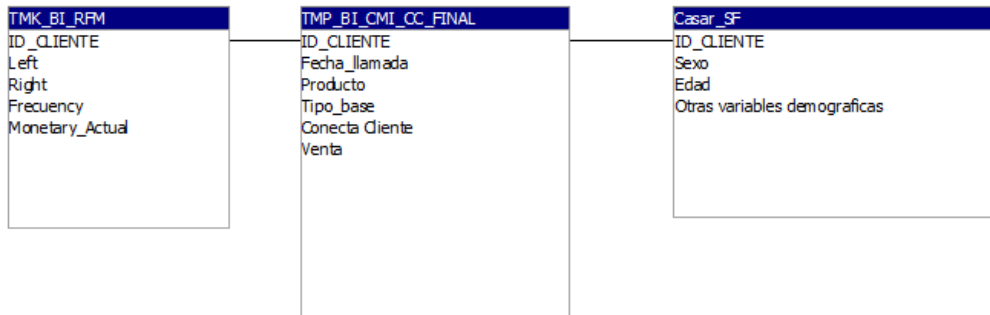 TMK_BI_RFM
ID_CLIENTE
Left
Right
Frecuency
Monetary_Actual
TMP_BI_CMI_CC_FINAL
ID_CLIENTE
Fecha_llamada
Producto
Tipo_base
Conecta Cliente
Venta
Casar_SF
ID_CLIENTE
Sexo
Edad
Otras variables demograficas